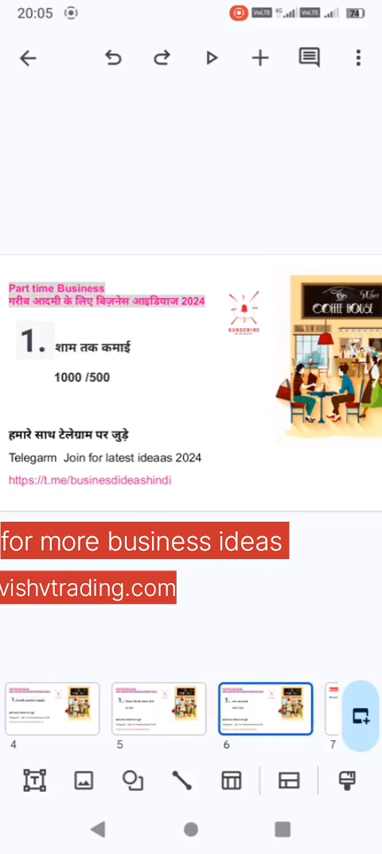 20:05
VoLTE 4G VoLTE 74
Part time Business
गरीब आदमी के लिए बिज़नेस आइडियाज 2024
SUBSCRIBE
COFFEE HOUSE
1. शाम तक कमाई
1000 /500
हमारे साथ टेलेग्राम पर जुड़े
Telegarm Join for latest ideaas 2024
https://t.me/businesdideashindi
for more business ideas
vishvtrading.com
4
5
6
7